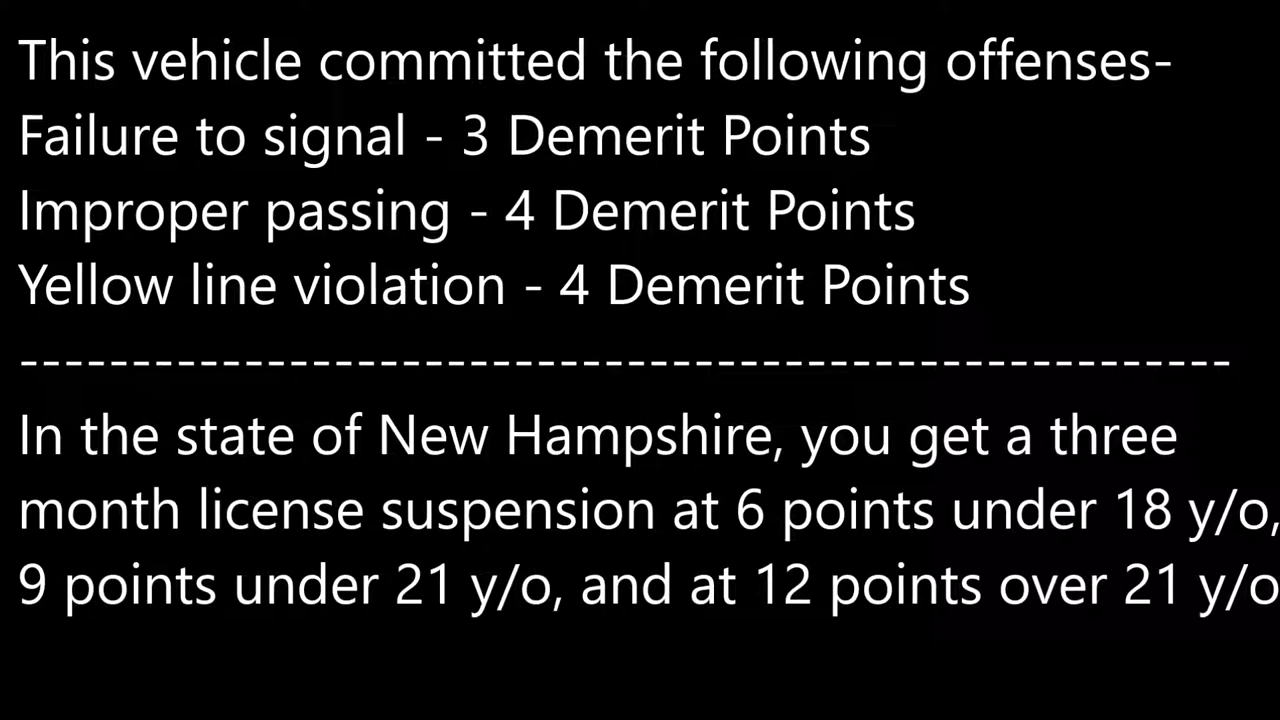 This vehicle committed the following offenses-
Failure to signal - 3 Demerit Points
Improper passing - 4 Demerit Points
Yellow line violation - 4 Demerit Points
------------------------------------------------------
In the state of New Hampshire, you get a three
month license suspension at 6 points under 18 y/o,
9 points under 21 y/o, and at 12 points over 21 y/o